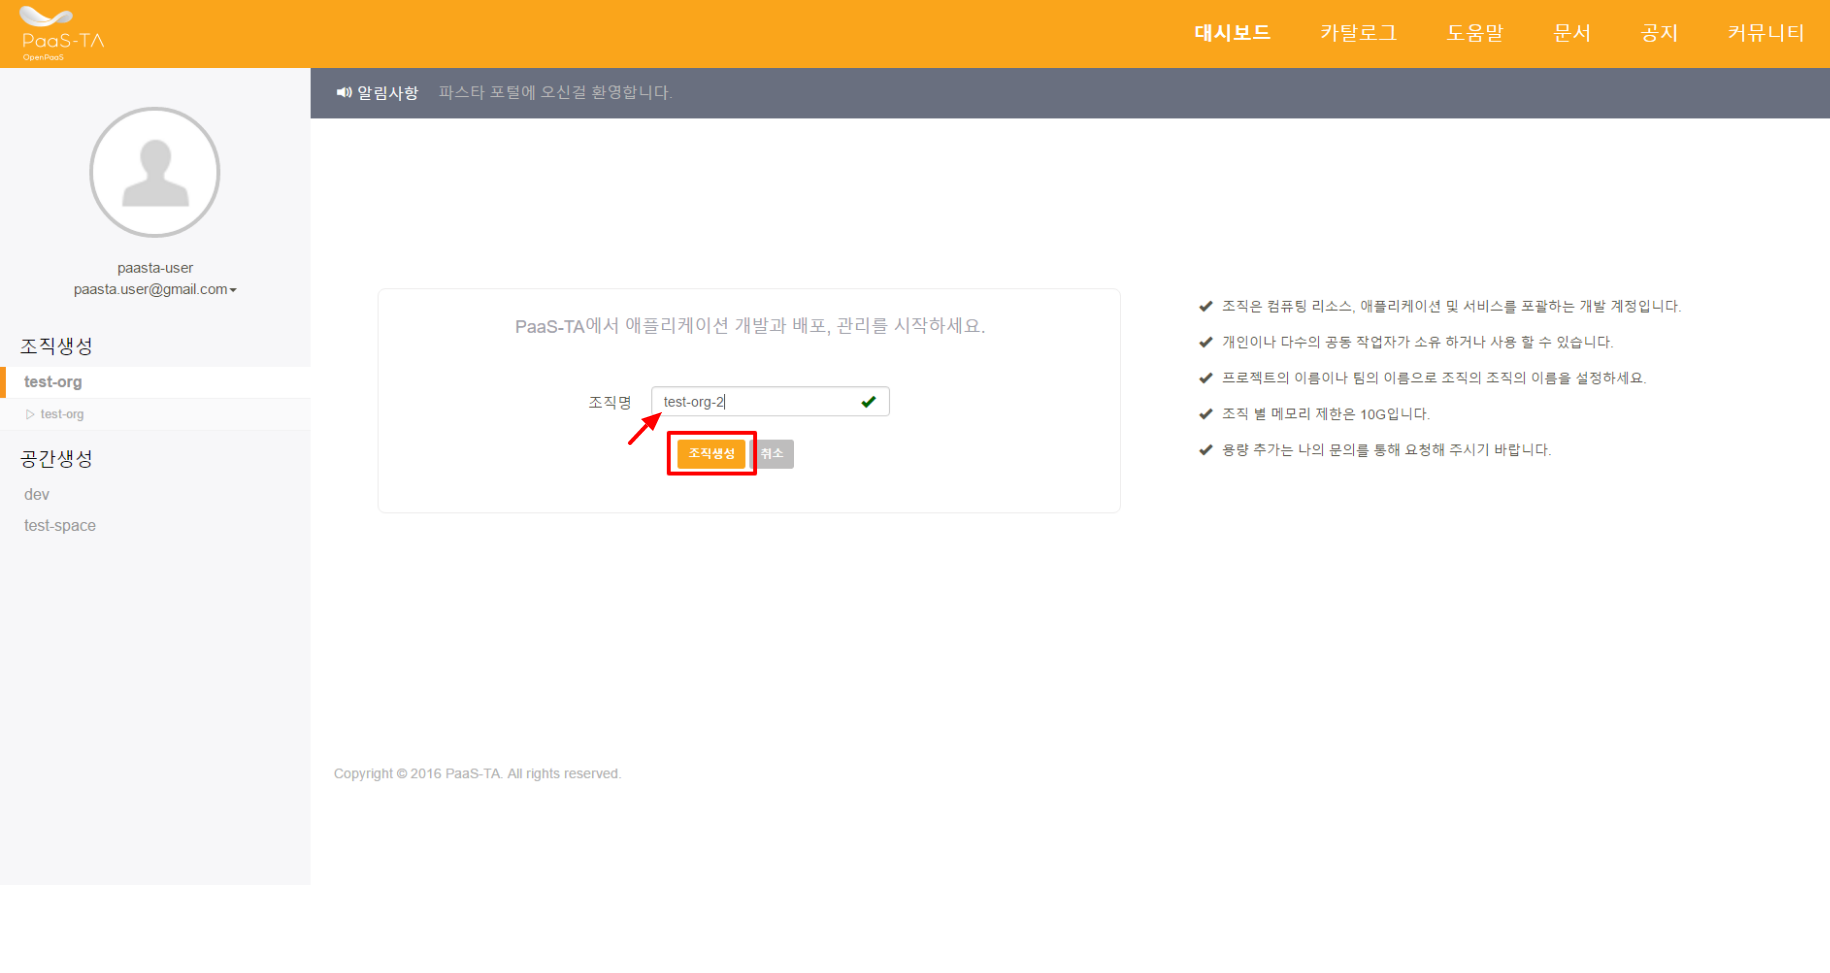 PaaS-TA
OpenPaaS
대시보드 카탈로그 도움말 문서 공지 커뮤니티
알림사항 파스타 포털에 오신걸 환영합니다.
paasta-user
paasta.user@gmail.com
조직생성
test-org
test-org
공간생성
dev
test-space
PaaS-TA에서 애플리케이션 개발과 배포, 관리를 시작하세요.
조직명 test-org-2
조직생성 취소
조직은 컴퓨팅 리소스, 애플리케이션 및 서비스를 포괄하는 개발 계정입니다.
개인이나 다수의 공동 작업자가 소유 하거나 사용 할 수 있습니다.
프로젝트의 이름이나 팀의 이름으로 조직의 조직의 이름을 설정하세요.
조직 별 메모리 제한은 10G입니다.
용량 추가는 나의 문의를 통해 요청해 주시기 바랍니다.
Copyright © 2016 PaaS-TA. All rights reserved.